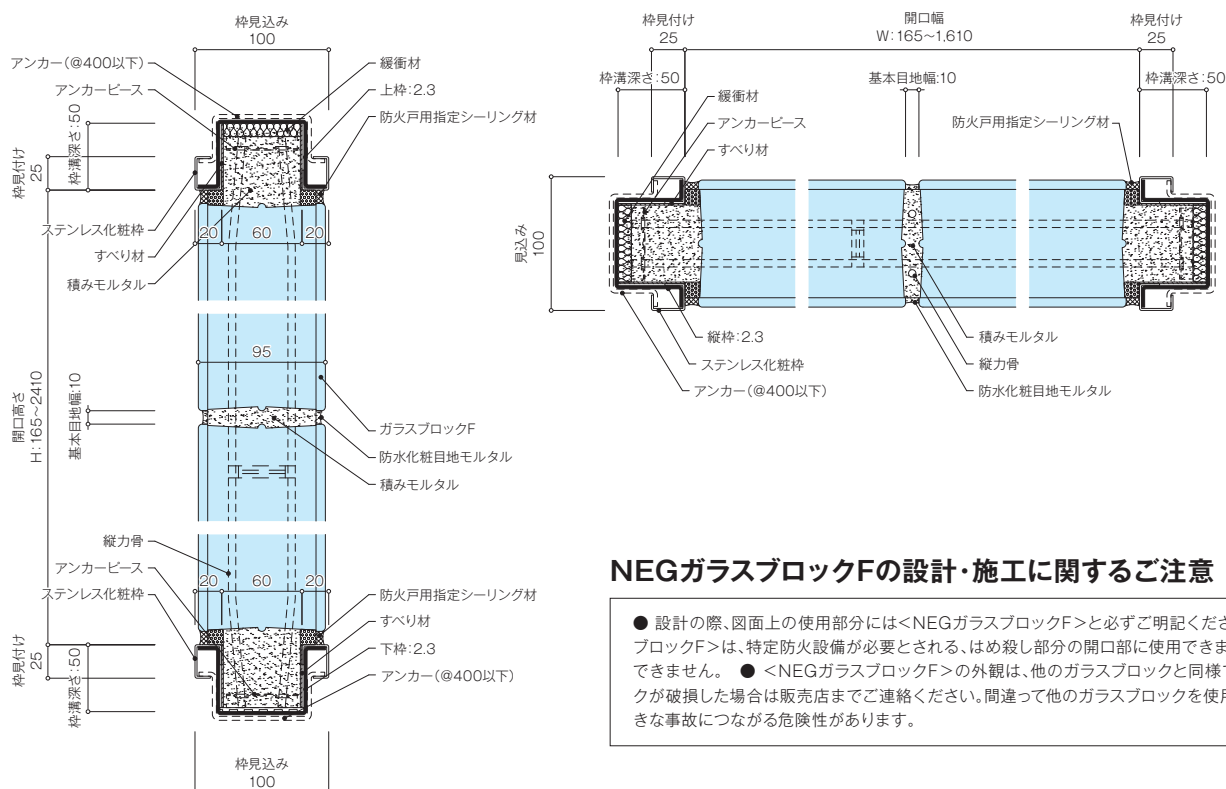 枠見込み
100
アンカー(@400以下)
アンカーピース
緩衝材
上枠:2.3
防火戸用指定シーリング材
枠溝深さ:50
枠見付け
25
ステンレス化粧枠
すべり材
積みモルタル
20
60
20
95
開口高さ
H:165~2410
基本目地幅:10
ガラスブロックF
防水化粧目地モルタル
積みモルタル
縦力骨
アンカーピース
ステンレス化粧枠
20
60
20
防火戸用指定シーリング材
すべり材
下枠:2.3
アンカー(@400以下)
枠見付け
25
枠溝深さ:50
枠見込み
100
枠見付け
25
開口幅
W:165~1,610
枠見付け
25
枠溝深さ:50
基本目地幅:10
枠溝深さ:50
緩衝材
アンカーピース
すべり材
防火戸用指定シーリング材
見込み
100
縦枠:2.3
ステンレス化粧枠
アンカー(@400以下)
積みモルタル
縦力骨
防水化粧目地モルタル
NEGガラスブロックFの設計・施工に関するご注意
● 設計の際、図面上の使用部分には<NEGガラスブロックF>と必ずご明記くださ
ブロックF>は、特定防火設備が必要とされる、はめ殺し部分の開口部に使用できま
できません。 ● <NEGガラスブロックF>の外観は、他のガラスブロックと同様
クが破損した場合は販売店までご連絡ください。間違って他のガラスブロックを使用
きな事故につながる危険性があります。